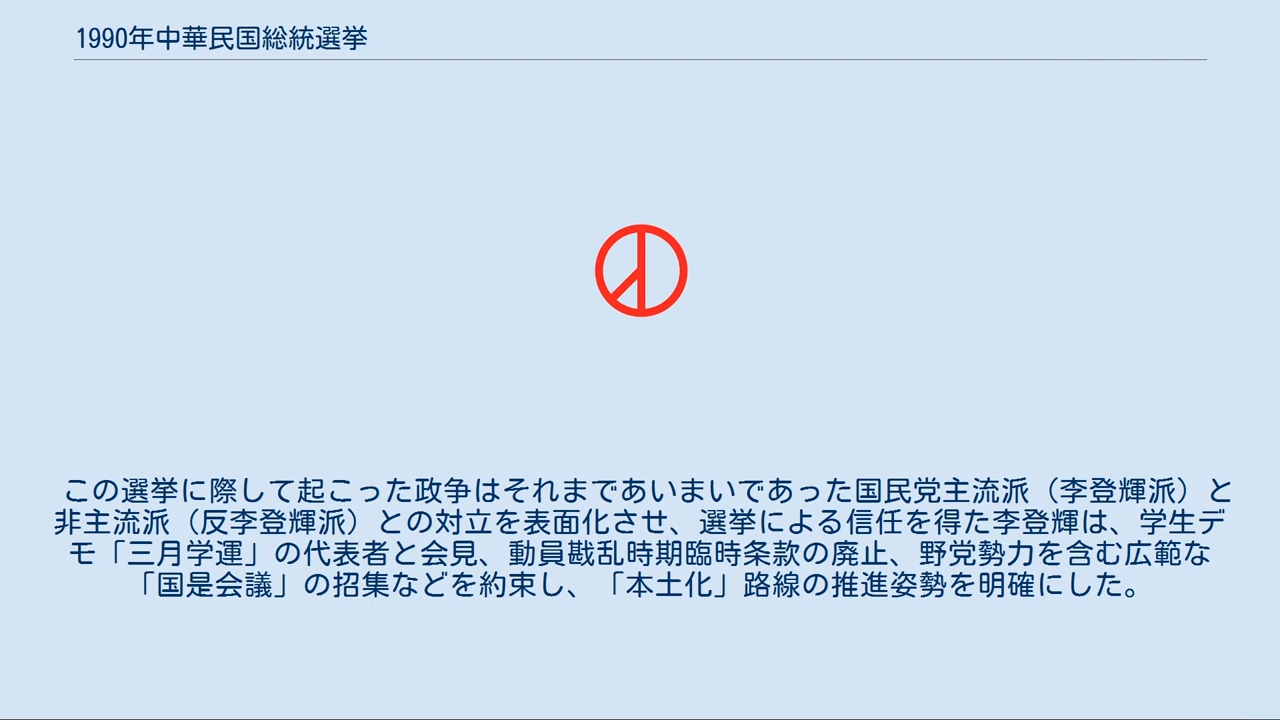 1990年中華民国総統選挙
この選挙に際して起こった政争はそれまであいまいであった国民党主流派（李登輝派）と
非主流派（反李登輝派）との対立を表面化させ、選挙による信任を得た李登輝は、学生デ
モ「三月学運」の代表者と会見、動員戡乱時期臨時条款の廃止、野党勢力を含む広範な
「国是会議」の招集などを約束し、「本土化」路線の推進姿勢を明確にした。